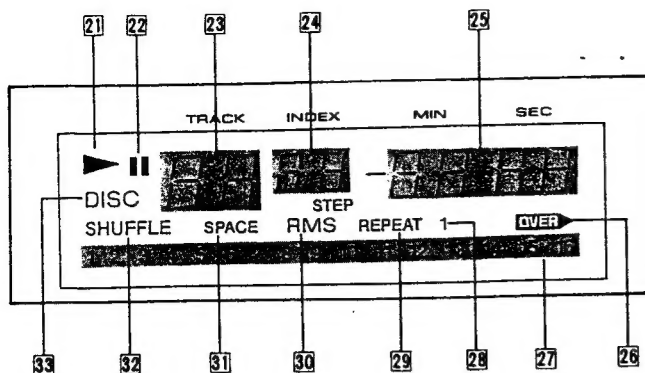 21 22 23 24 25
TRACK INDEX MIN SEC
DISC STEP
SHUFFLE SPACE RMS REPEAT 1 OVER
33 32 31 30 29 28 27 26